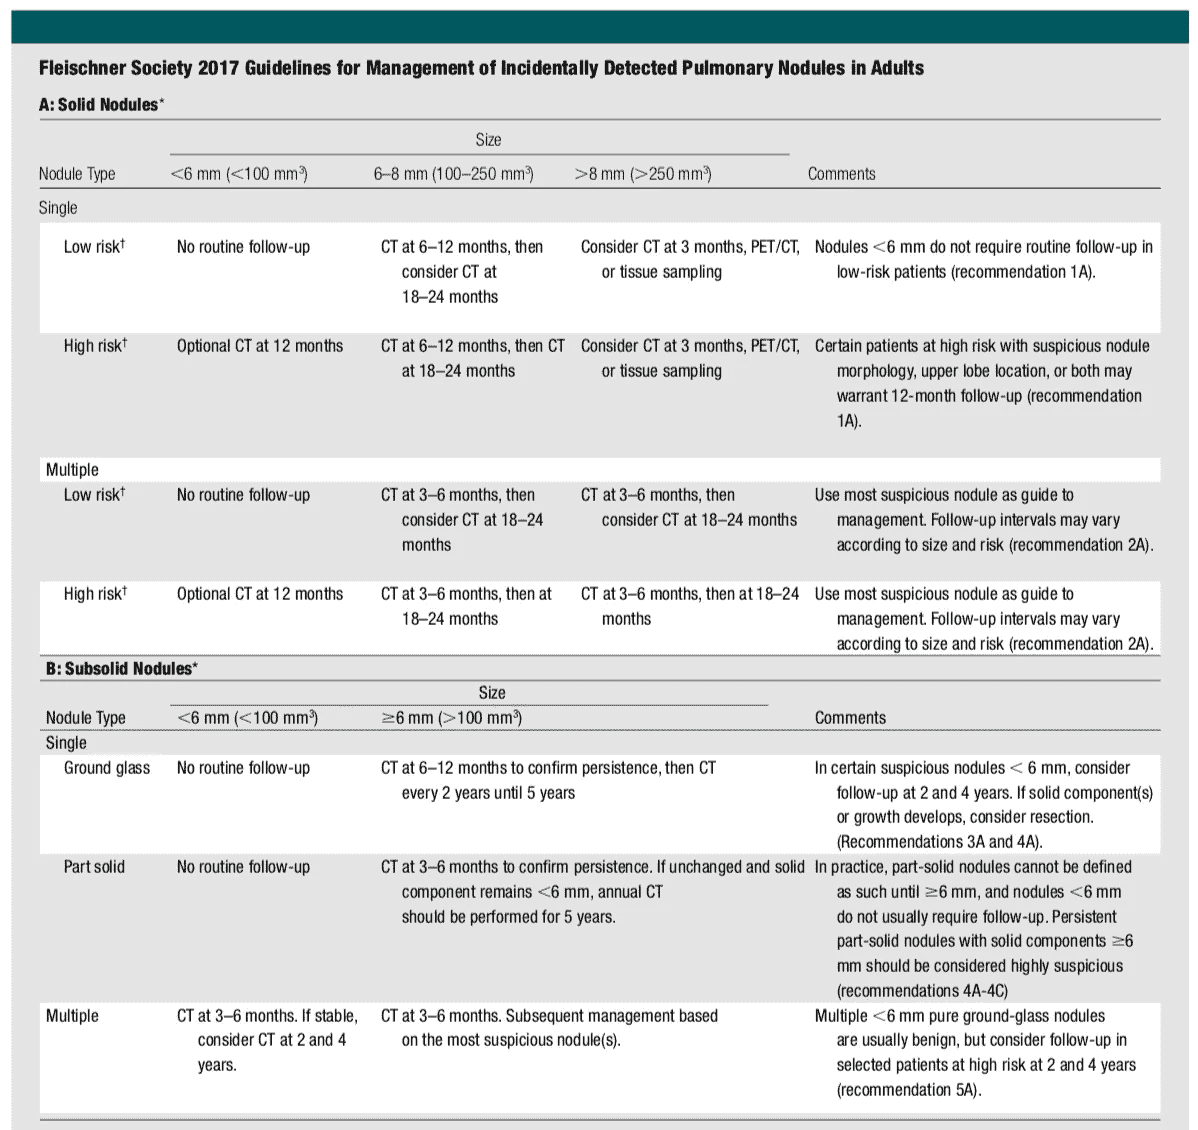 Fleischner Society 2017 Guidelines for Management of Incidentally Detected Pulmonary Nodules in Adults
A: Solid Nodules*
Size
Nodule Type <6 mm (<100 mm³) 6–8 mm (100–250 mm³) >8 mm (>250 mm³) Comments
Single
Low risk† No routine follow-up CT at 6–12 months, then Consider CT at 3 months, PET/CT, Nodules <6 mm do not require routine follow-up in
consider CT at or tissue sampling low-risk patients (recommendation 1A).
18–24 months
High risk† Optional CT at 12 months CT at 6–12 months, then CT Consider CT at 3 months, PET/CT, Certain patients at high risk with suspicious nodule
at 18–24 months or tissue sampling morphology, upper lobe location, or both may
warrant 12-month follow-up (recommendation
1A).
Multiple
Low risk† No routine follow-up CT at 3–6 months, then CT at 3–6 months, then Use most suspicious nodule as guide to
consider CT at 18–24 consider CT at 18–24 months management. Follow-up intervals may vary
months according to size and risk (recommendation 2A).
High risk† Optional CT at 12 months CT at 3–6 months, then at CT at 3–6 months, then at 18–24 Use most suspicious nodule as guide to
18–24 months months management. Follow-up intervals may vary
according to size and risk (recommendation 2A).
B: Subsolid Nodules*
Size
Nodule Type <6 mm (<100 mm³) ≥6 mm (>100 mm³) Comments
Single
Ground glass No routine follow-up CT at 6–12 months to confirm persistence, then CT In certain suspicious nodules < 6 mm, consider
every 2 years until 5 years follow-up at 2 and 4 years. If solid component(s)
or growth develops, consider resection.
(Recommendations 3A and 4A).
Part solid No routine follow-up CT at 3–6 months to confirm persistence. If unchanged and solid In practice, part-solid nodules cannot be defined
component remains <6 mm, annual CT as such until ≥6 mm, and nodules <6 mm
should be performed for 5 years. do not usually require follow-up. Persistent
part-solid nodules with solid components ≥6
mm should be considered highly suspicious
(recommendations 4A-4C)
Multiple CT at 3–6 months. If stable, CT at 3–6 months. Subsequent management based Multiple <6 mm pure ground-glass nodules
consider CT at 2 and 4 on the most suspicious nodule(s). are usually benign, but consider follow-up in
years. selected patients at high risk at 2 and 4 years
(recommendation 5A).